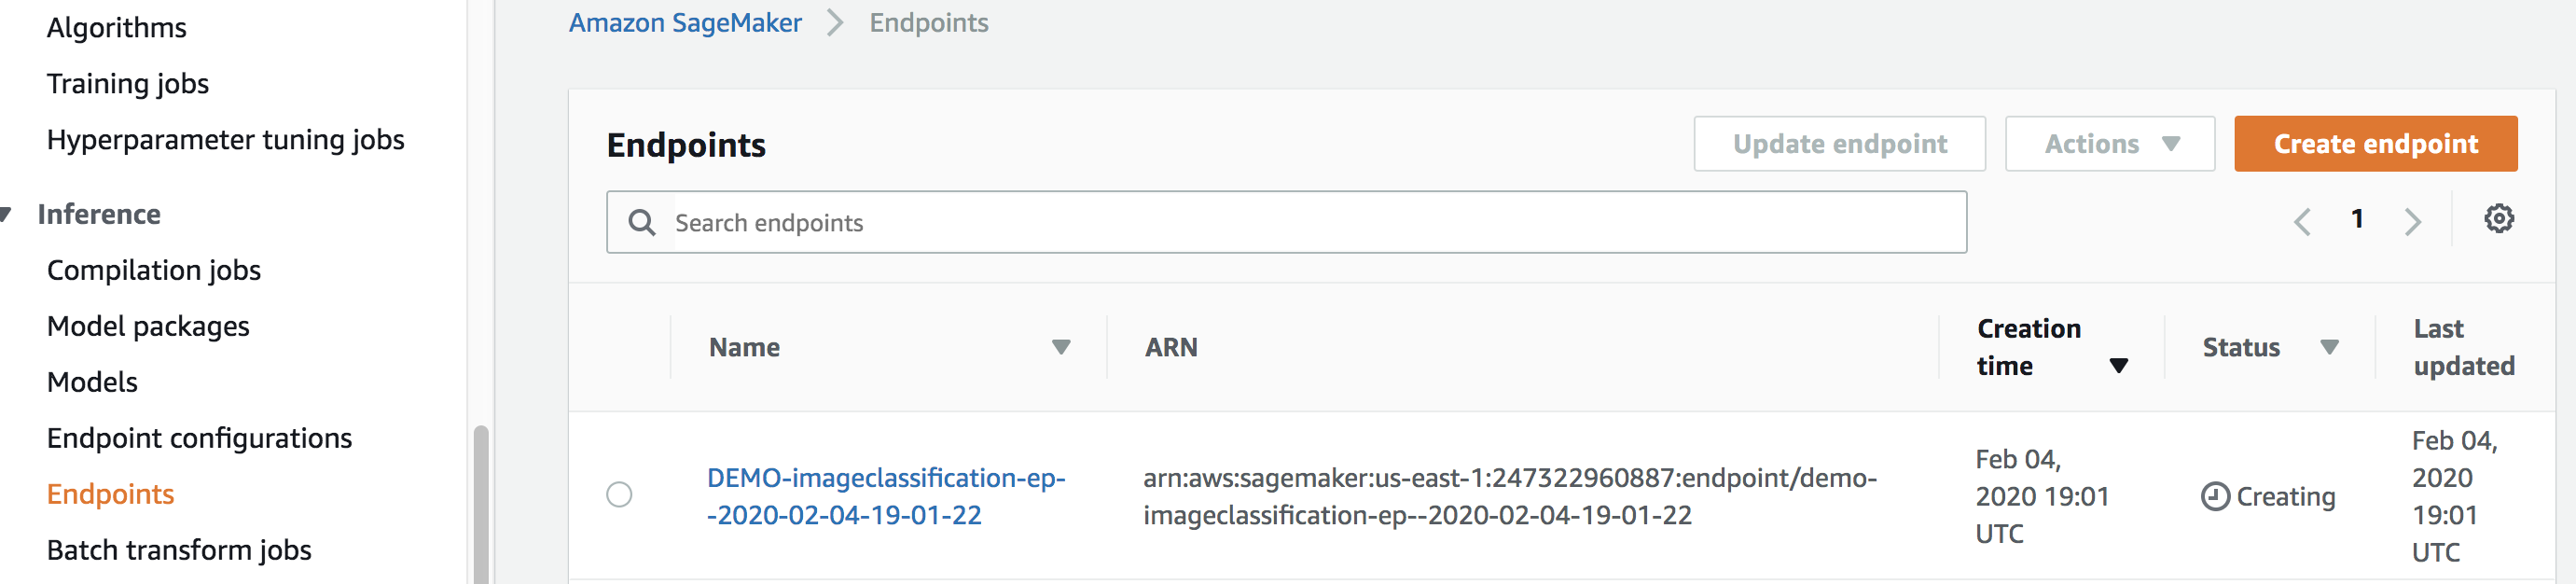 Algorithms
Training jobs
Hyperparameter tuning jobs
Inference
Compilation jobs
Model packages
Models
Endpoint configurations
Endpoints
Batch transform jobs
Amazon SageMaker > Endpoints
Endpoints
Update endpoint
Actions
Create endpoint
Search endpoints
1
Name
ARN
Creation
time
Status
Last
updated
DEMO-imageclassification-ep-
-2020-02-04-19-01-22
arn:aws:sagemaker:us-east-1:247322960887:endpoint/demo-
imageclassification-ep--2020-02-04-19-01-22
Feb 04,
2020 19:01
UTC
Creating
Feb 04,
2020
19:01
UTC